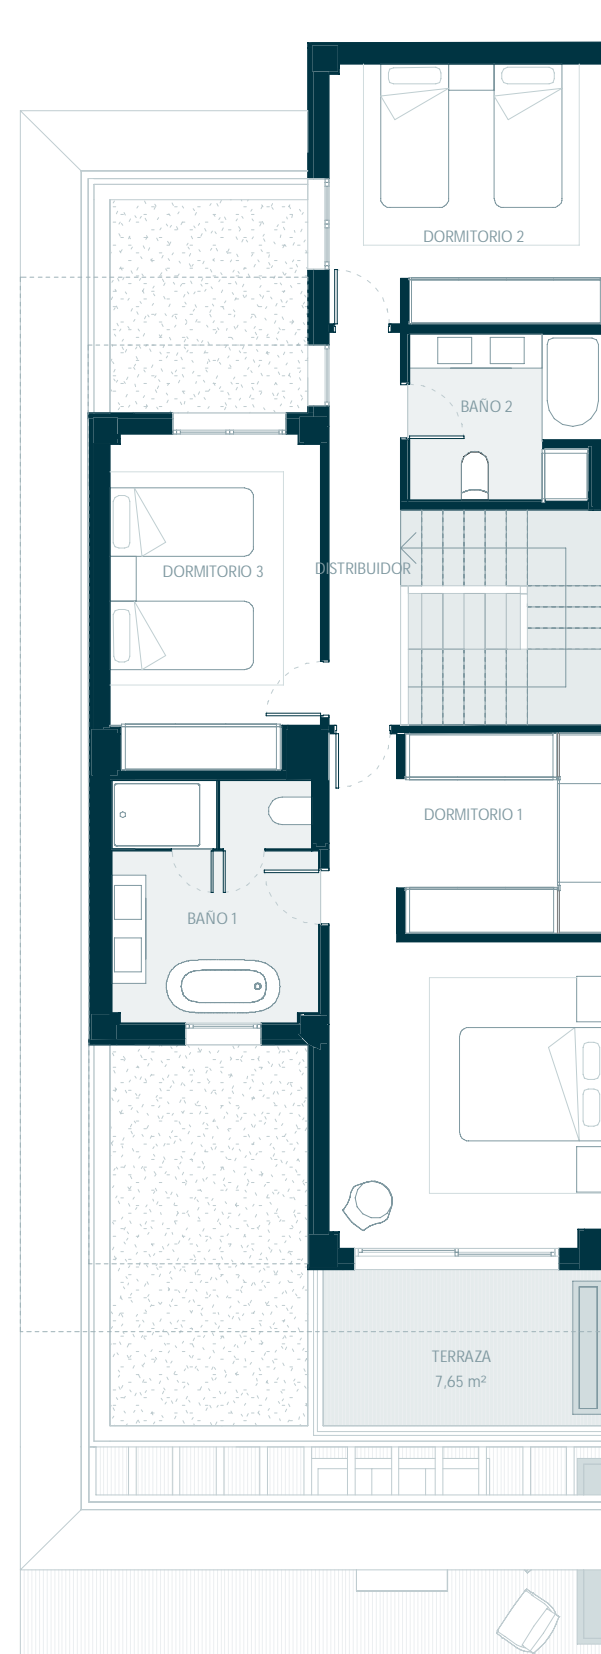 DORMITORIO 2
BAÑO 2
DORMITORIO 3
DISTRIBUIDOR
DORMITORIO 1
BAÑO 1
TERRAZA
7,65 m²